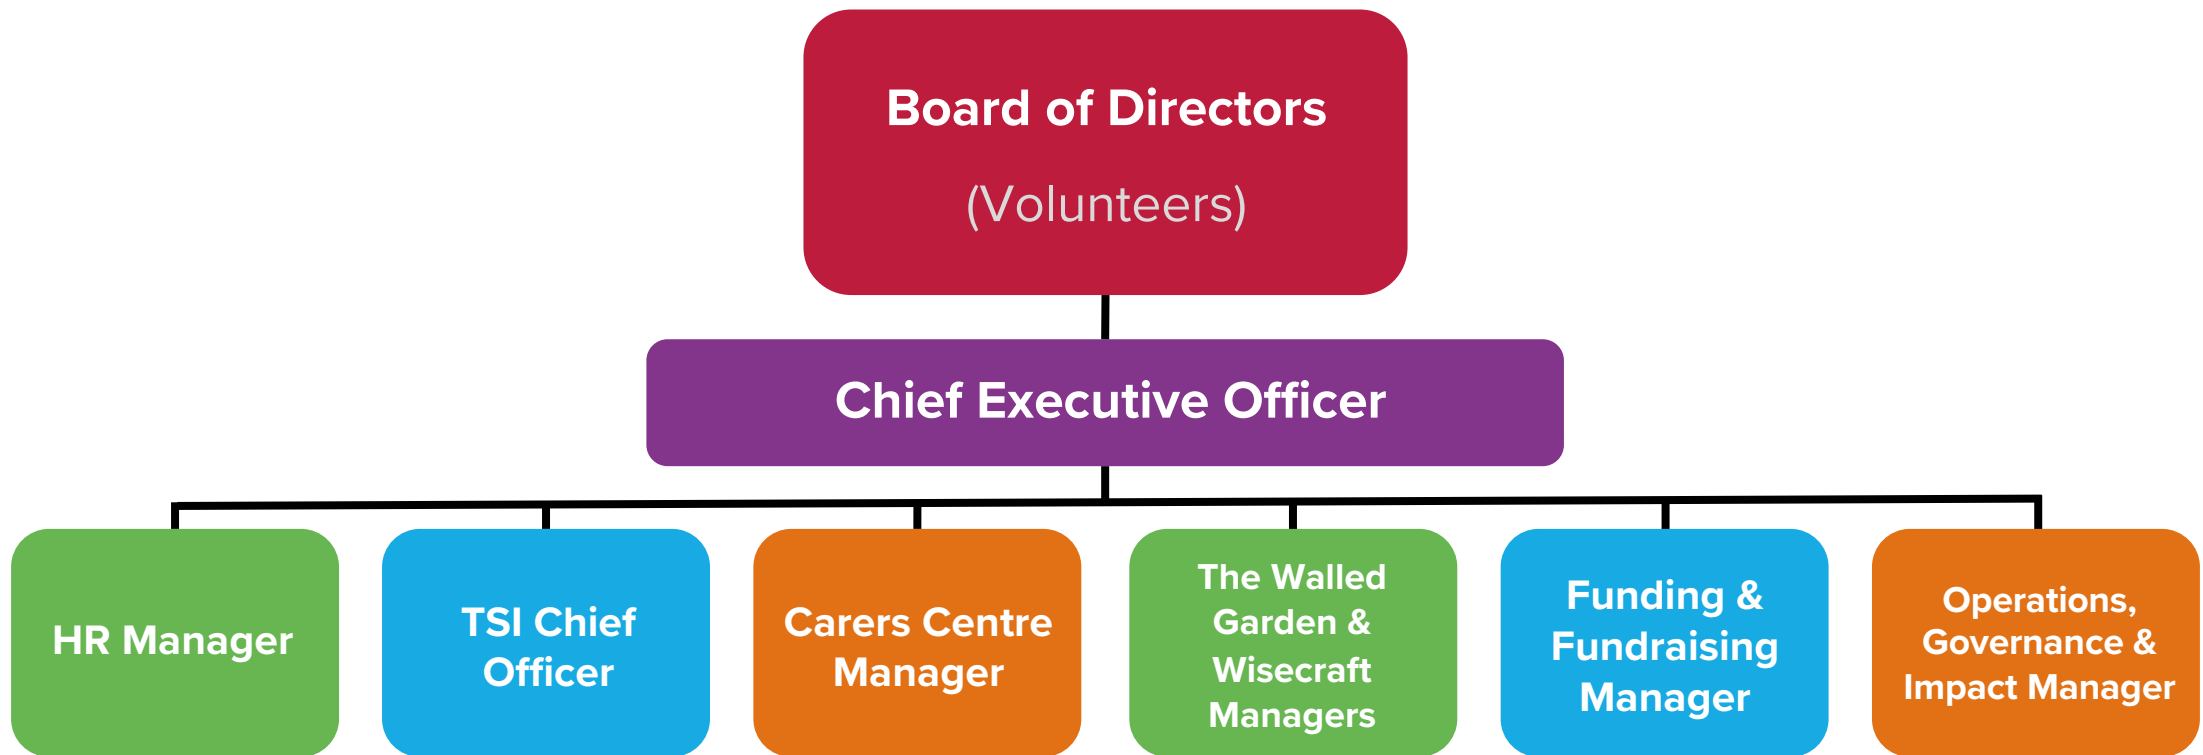 Board of Directors
(Volunteers)
Chief Executive Officer
HR Manager
TSI Chief
Officer
Carers Centre
Manager
The Walled
Garden &
Wisecraft
Managers
Funding &
Fundraising
Manager
Operations,
Governance &
Impact Manager